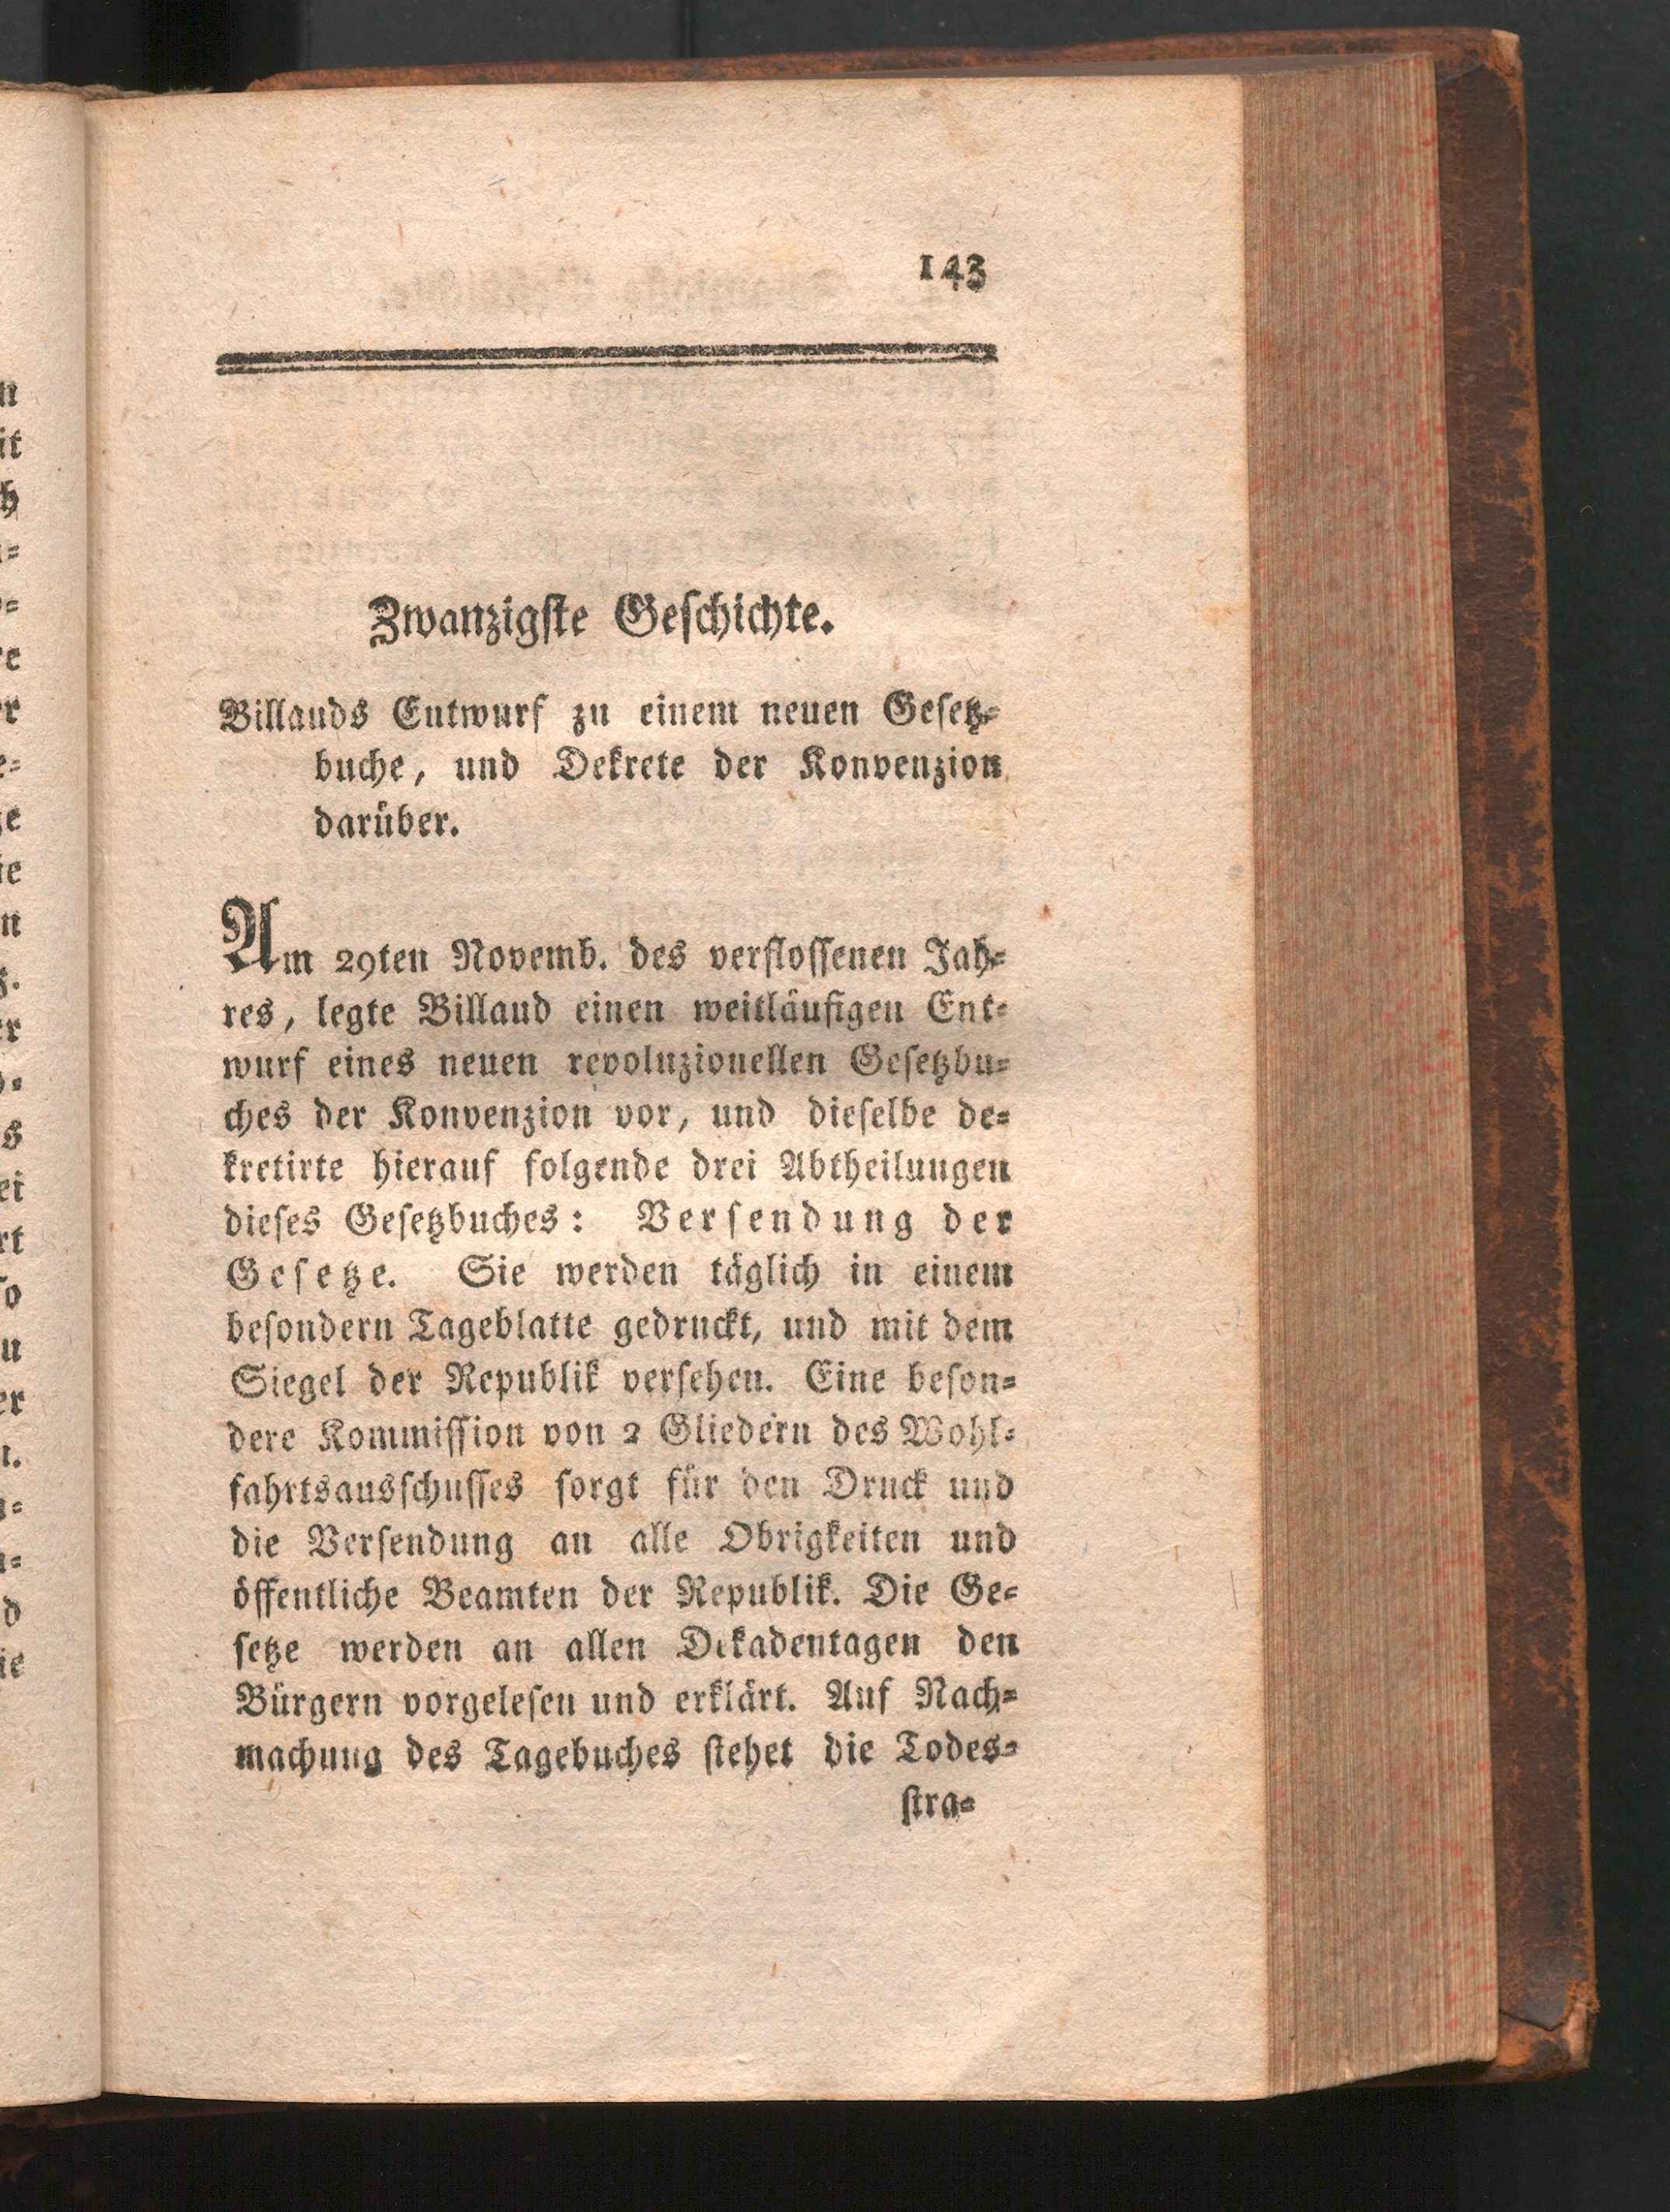 143
Zwanzigste Geschichte.
Billauds Entwurf zu einem neuen Gesetz=
buche, und Dekrete der Konvenzion
darüber.
Am 29ten Novemb. des verflossenen Jah=
res, legte Billaud einen weitläufigen Ent=
wurf eines neuen revoluzionellen Gesetzbu=
ches der Konvenzion vor, und dieselbe de=
kretirte hierauf folgende drei Abtheilungen
dieses Gesetzbuches: Versendung der
Gesetze. Sie werden täglich in einem
besondern Tageblatte gedruckt, und mit dem
Siegel der Republik versehen. Eine beson=
dere Kommission von 2 Gliedern des Wohl=
fahrtsausschusses sorgt für den Druck und
die Versendung an alle Obrigkeiten und
öffentliche Beamten der Republik. Die Ge=
setze werden an allen Dekadentagen den
Bürgern vorgelesen und erklärt. Auf Nach=
machung des Tagebuches stehet die Todes=
stra=